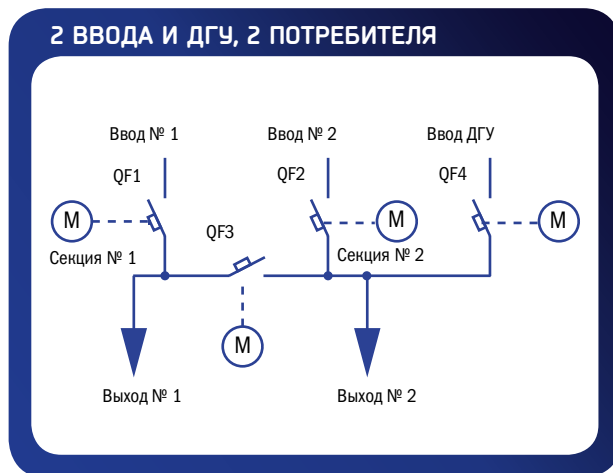 2 ВВОДА И ДГУ, 2 ПОТРЕБИТЕЛЯ
Ввод № 1
Ввод № 2
Ввод ДГУ
QF1
QF2
QF4
M
QF3
M
M
Секция № 1
Секция № 2
M
Выход № 1
Выход № 2